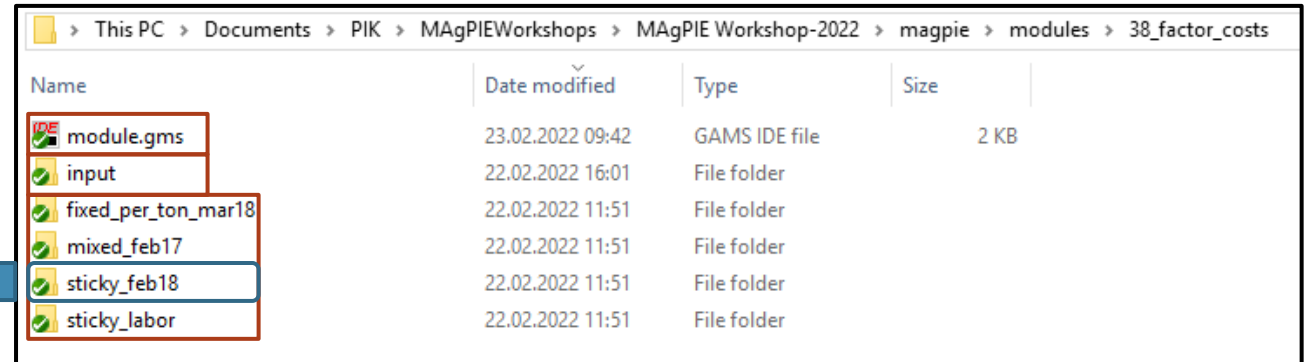 > This PC > Documents > PIK > MAgPIEWorkshops > MAgPIE Workshop-2022 > magpie > modules > 38_factor_costs
Name Date modified Type Size
IDE module.gms 23.02.2022 09:42 GAMS IDE file 2 KB
input 22.02.2022 16:01 File folder
fixed_per_ton_mar18 22.02.2022 11:51 File folder
mixed_feb17 22.02.2022 11:51 File folder
sticky_feb18 22.02.2022 11:51 File folder
sticky_labor 22.02.2022 11:51 File folder